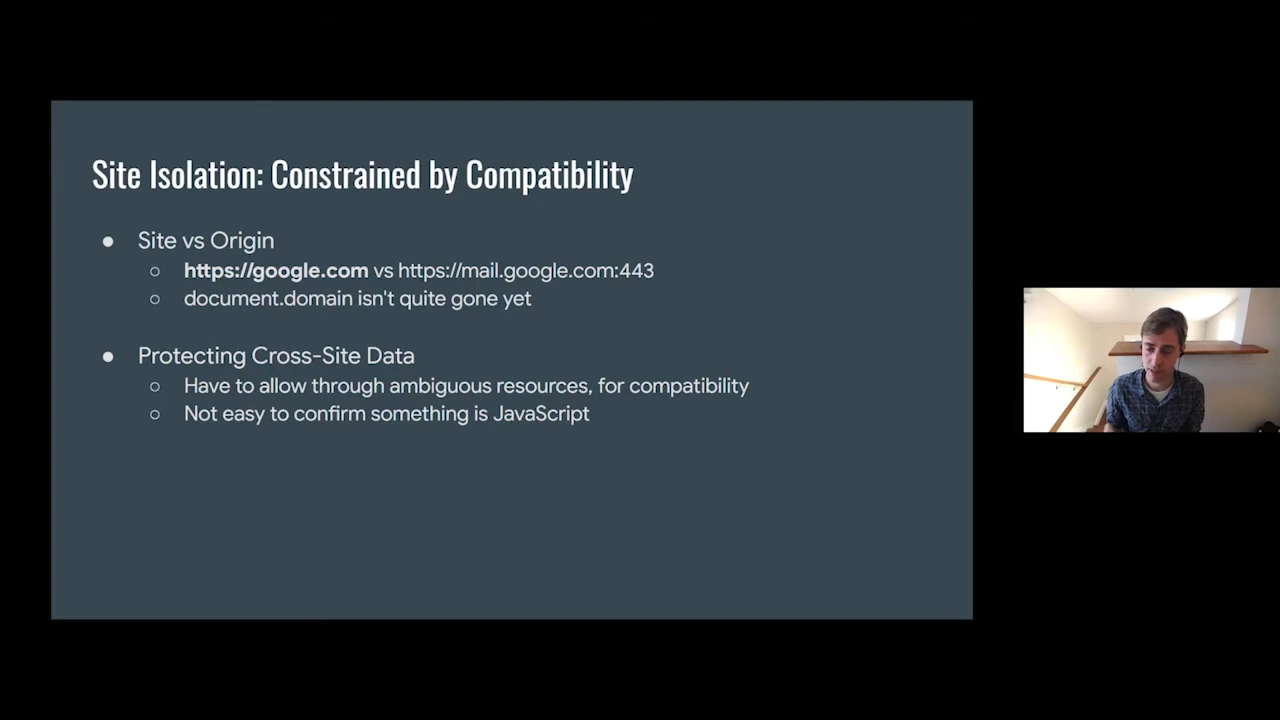 Site Isolation: Constrained by Compatibility
● Site vs Origin
○ https://google.com vs https://mail.google.com:443
○ document.domain isn't quite gone yet
● Protecting Cross-Site Data
○ Have to allow through ambiguous resources, for compatibility
○ Not easy to confirm something is JavaScript